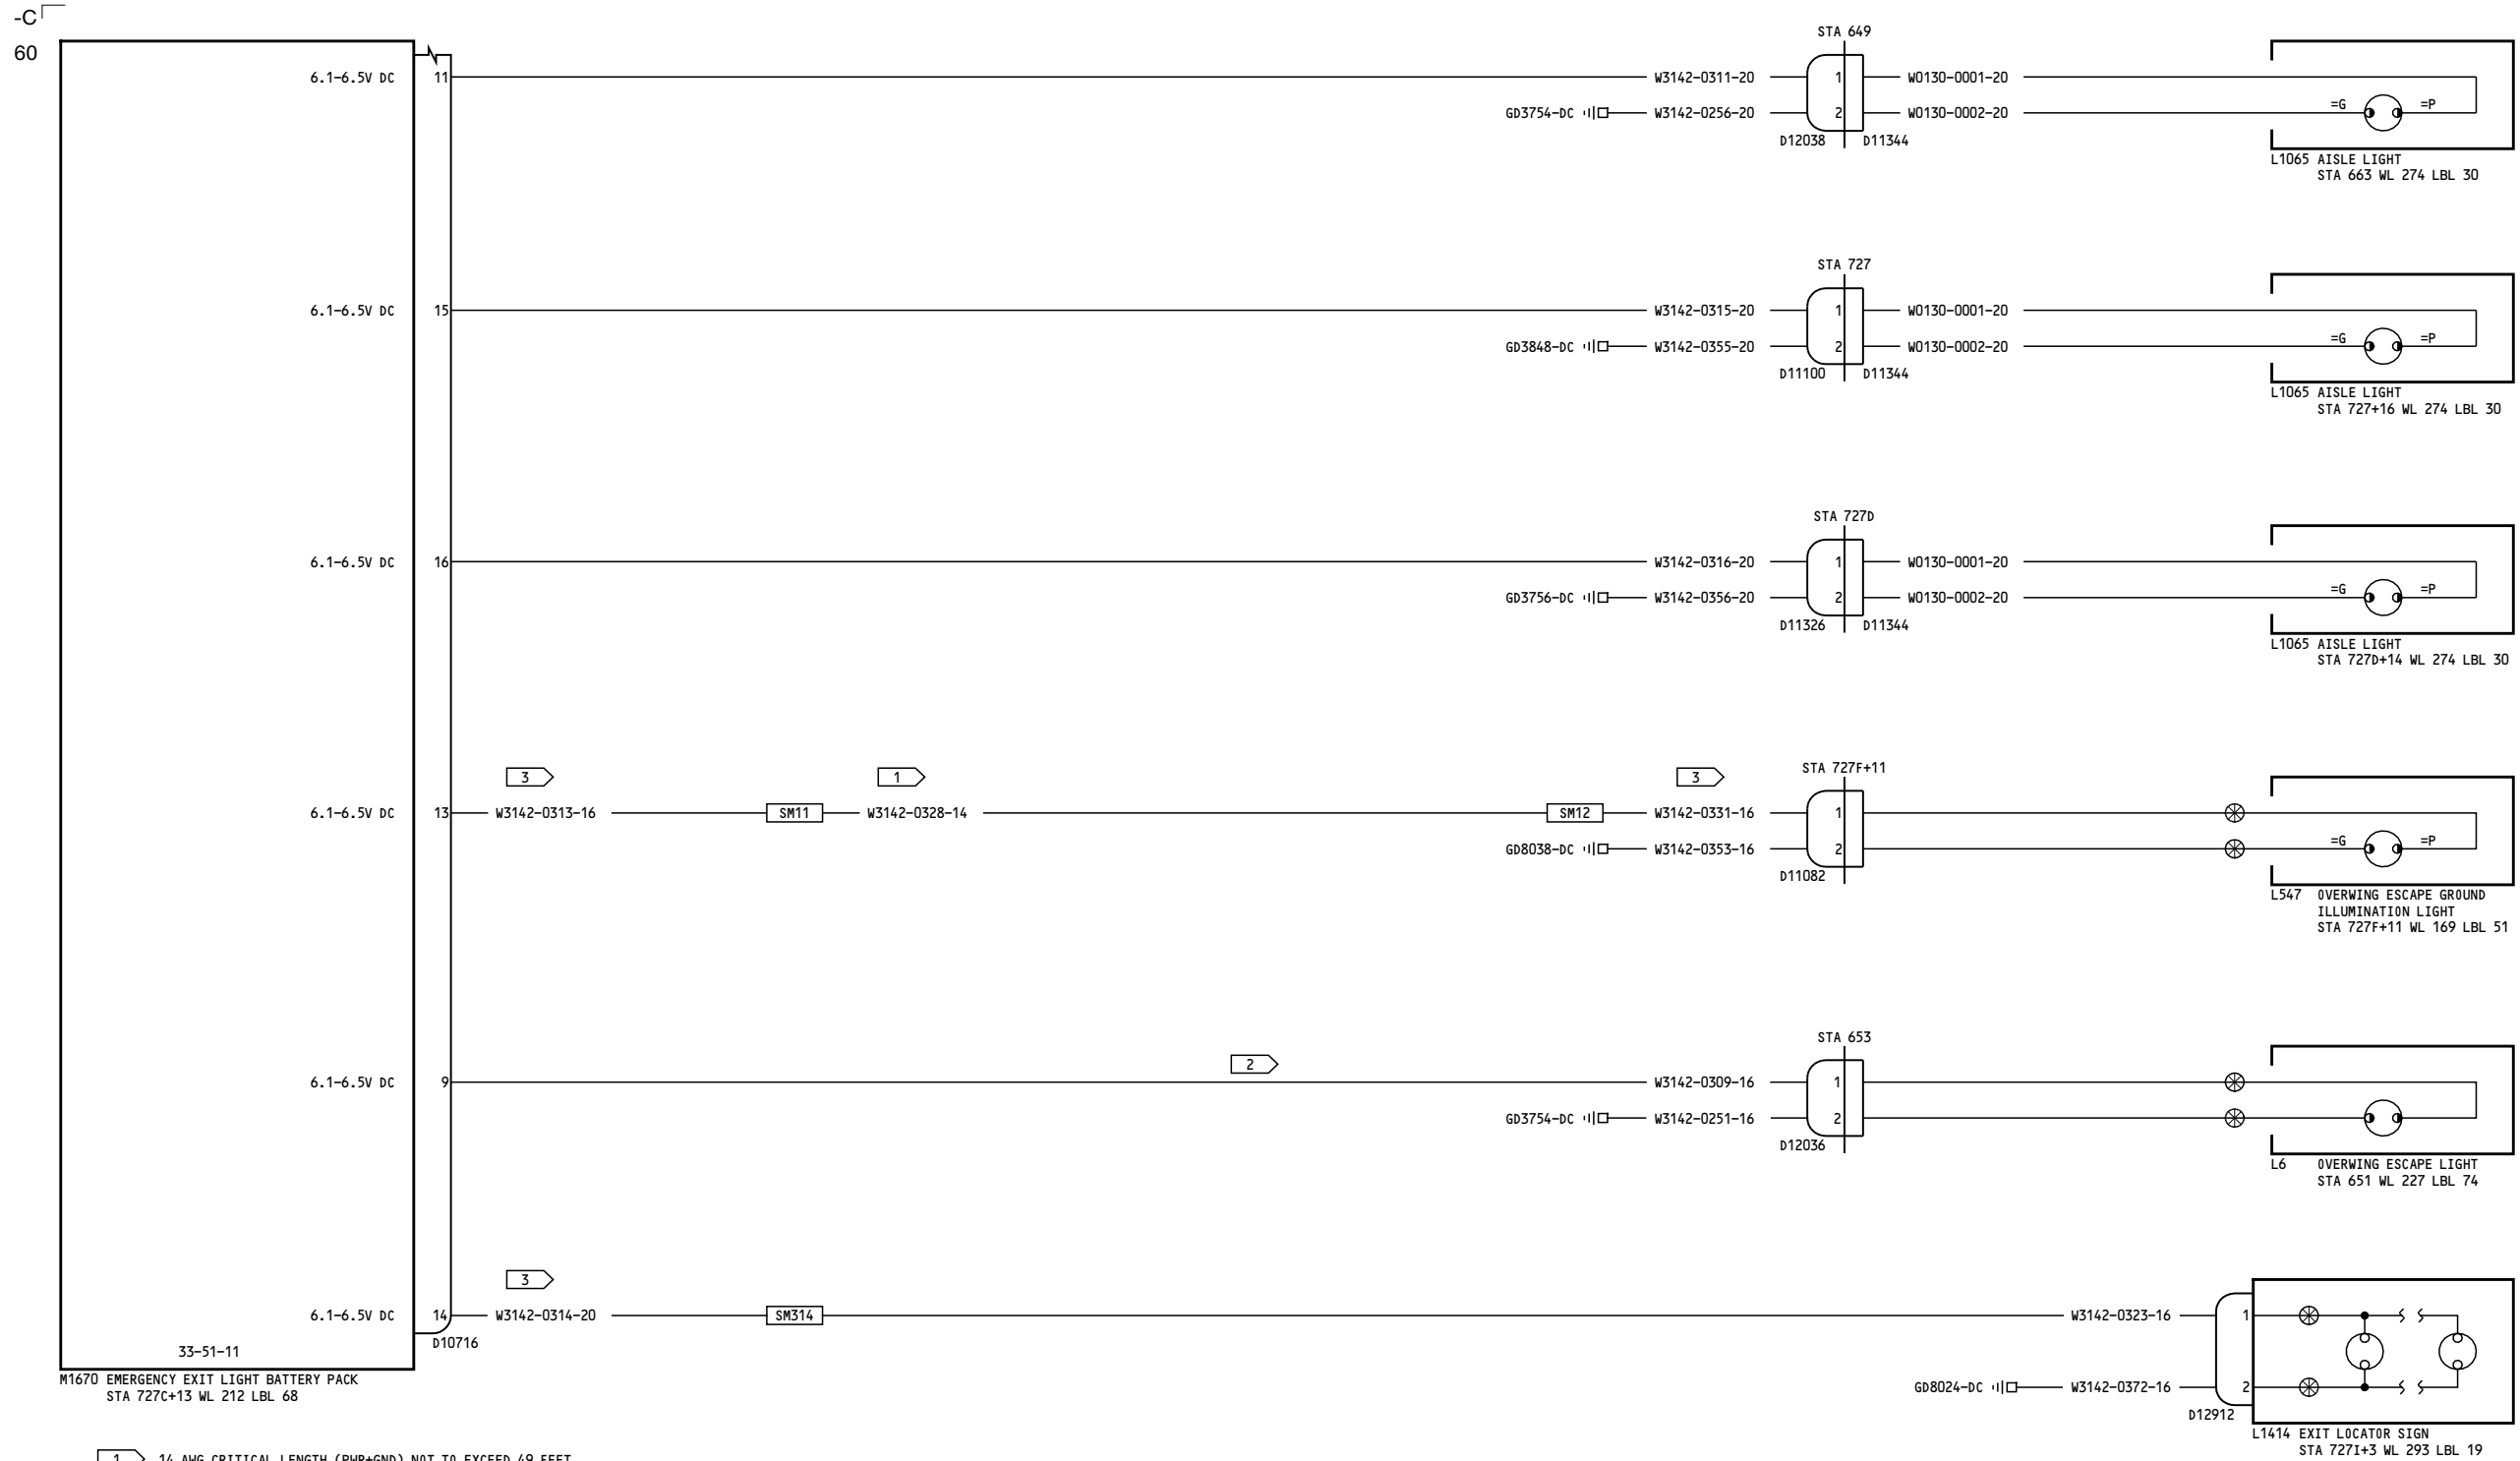 -C
60
STA 649
6.1-6.5V DC 11 W3142-0311-20 1 W0130-0001-20
GD3754-DC W3142-0256-20 2 W0130-0002-20 =G =P
D12038 D11344
L1065 AISLE LIGHT
STA 663 WL 274 LBL 30
STA 727
6.1-6.5V DC 15 W3142-0315-20 1 W0130-0001-20
GD3848-DC W3142-0355-20 2 W0130-0002-20 =G =P
D11100 D11344
L1065 AISLE LIGHT
STA 727+16 WL 274 LBL 30
STA 727D
6.1-6.5V DC 16 W3142-0316-20 1 W0130-0001-20
GD3756-DC W3142-0356-20 2 W0130-0002-20 =G =P
D11326 D11344
L1065 AISLE LIGHT
STA 727D+14 WL 274 LBL 30
3 1 3 STA 727F+11
6.1-6.5V DC 13 W3142-0313-16 SM11 W3142-0328-14 SM12 W3142-0331-16 1
GD8038-DC W3142-0353-16 2 =G =P
D11082
L547 OVERWING ESCAPE GROUND
ILLUMINATION LIGHT
STA 727F+11 WL 169 LBL 51
STA 653
2
6.1-6.5V DC 9 W3142-0309-16 1
GD3754-DC W3142-0251-16 2
D12036
L6 OVERWING ESCAPE LIGHT
STA 651 WL 227 LBL 74
3
6.1-6.5V DC 14 W3142-0314-20 SM314 W3142-0323-16 1
D10716
33-51-11
GD8024-DC W3142-0372-16 2
D12912
M1670 EMERGENCY EXIT LIGHT BATTERY PACK
STA 727C+13 WL 212 LBL 68
L1414 EXIT LOCATOR SIGN
STA 727I+3 WL 293 LBL 19
1 14 AWG CRITICAL LENGTH (PWR+GND) NOT TO EXCEED 49 FEET